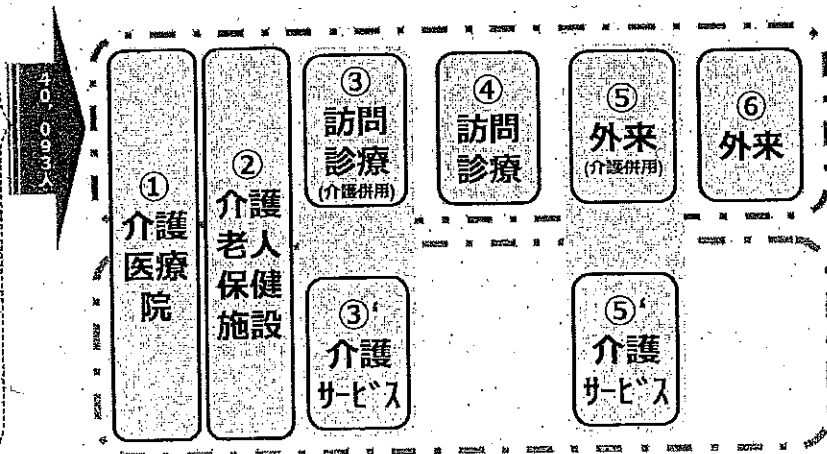 40,093人
①
介護
医療
院
②
介護
老人
保健
施設
③
訪問
診療
(介護併用)
④
訪問
診療
⑤
外来
(介護併用)
⑥
外来
③‘
介護
サービス
⑤‘
介護
サービス